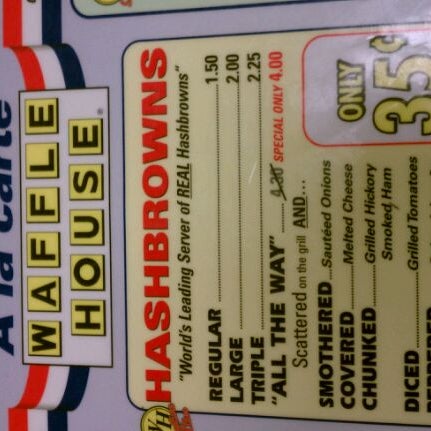 A la carte
WAFFLE
HOUSE
HASHBROWNS
"World's Leading Server of REAL Hashbrowns"
REGULAR 1.50
LARGE 2.00
TRIPLE 2.25
"ALL THE WAY" 4.30 SPECIAL ONLY 4.00
Scattered on the grill AND...
SMOTHERED Sautéed Onions
COVERED Melted Cheese
CHUNKED Grilled Hickory
Smoked Ham
DICED Grilled Tomatoes
ONLY
35¢